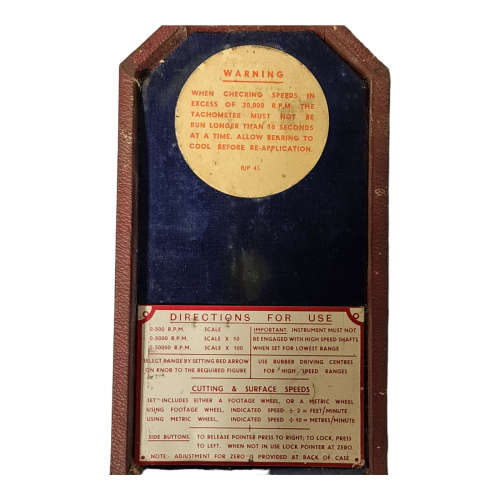 WARNING
WHEN CHECKING SPEEDS IN
EXCESS OF 30,000 R.P.M. THE
TACHOMETER MUST NOT BE
RUN LONGER THAN 10 SECONDS
AT A TIME. ALLOW BEARING TO
COOL BEFORE RE-APPLICATION.
DIRECTIONS FOR USE
0-500 R.P.M. SCALE
0-5000 R.P.M. SCALE X 10
0-50000 R.P.M. SCALE X 100
IMPORTANT. INSTRUMENT MUST NOT
BE ENGAGED WITH HIGH SPEED SHAFTS
WHEN SET FOR LOWEST RANGE
SELECT RANGE BY SETTING RED ARROW
ON KNOB TO THE REQUIRED FIGURE
USE RUBBER DRIVING CENTRES
FOR HIGH SPEED RANGES
CUTTING & SURFACE SPEEDS
SET INCLUDES EITHER A FOOTAGE WHEEL, OR A METRIC WHEEL
USING FOOTAGE WHEEL, INDICATED SPEED ÷ 2 = FEET/MINUTE
USING METRIC WHEEL, INDICATED SPEED ÷ 10 = METRES/MINUTE
SIDE BUTTONS. TO RELEASE POINTER PRESS TO RIGHT; TO LOCK, PRESS
TO LEFT. WHEN NOT IN USE LOCK POINTER AT ZERO.
NOTE: ADJUSTMENT FOR ZERO IS PROVIDED AT BACK OF CASE